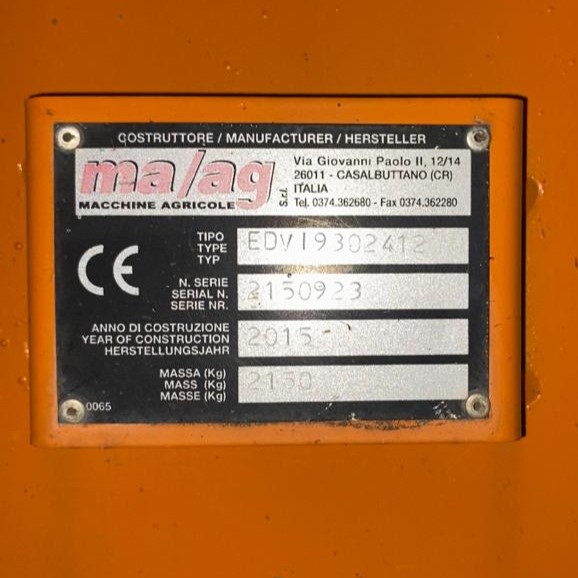 COSTRUTTORE / MANUFACTURER / HERSTELLER
ma/ag
MACCHINE AGRICOLE S.r.l.
Via Giovanni Paolo II, 12/14
26011 - CASALBUTTANO (CR)
ITALIA
Tel. 0374.362680 - Fax 0374.362280
CE
TIPO
TYPE
TYP
EDVI9302412
N. SERIE
SERIAL N.
SERIE NR.
2150923
ANNO DI COSTRUZIONE
YEAR OF CONSTRUCTION
HERSTELLUNGSJAHR
2015
MASSA (Kg)
MASS (Kg)
MASSE (Kg)
2150
0065